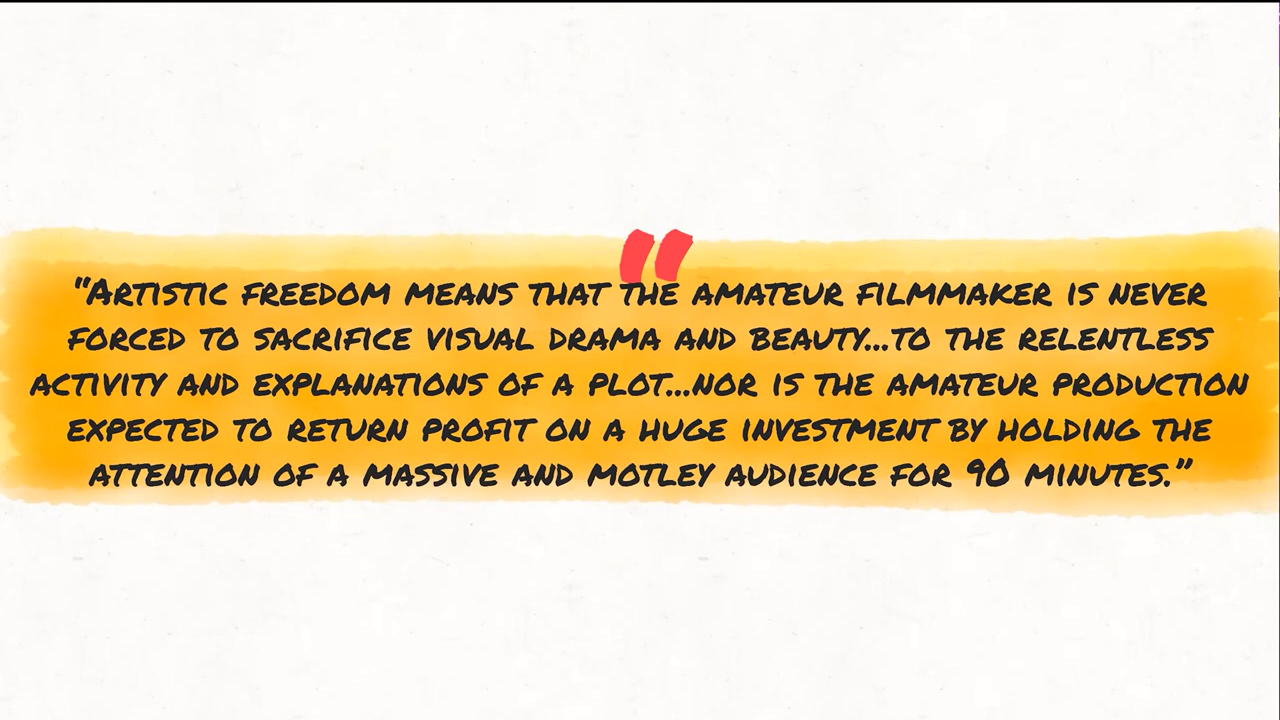 “Artistic freedom means that the amateur filmmaker is never
forced to sacrifice visual drama and beauty...to the relentless
activity and explanations of a plot...nor is the amateur production
expected to return profit on a huge investment by holding the
attention of a massive and motley audience for 90 minutes.”